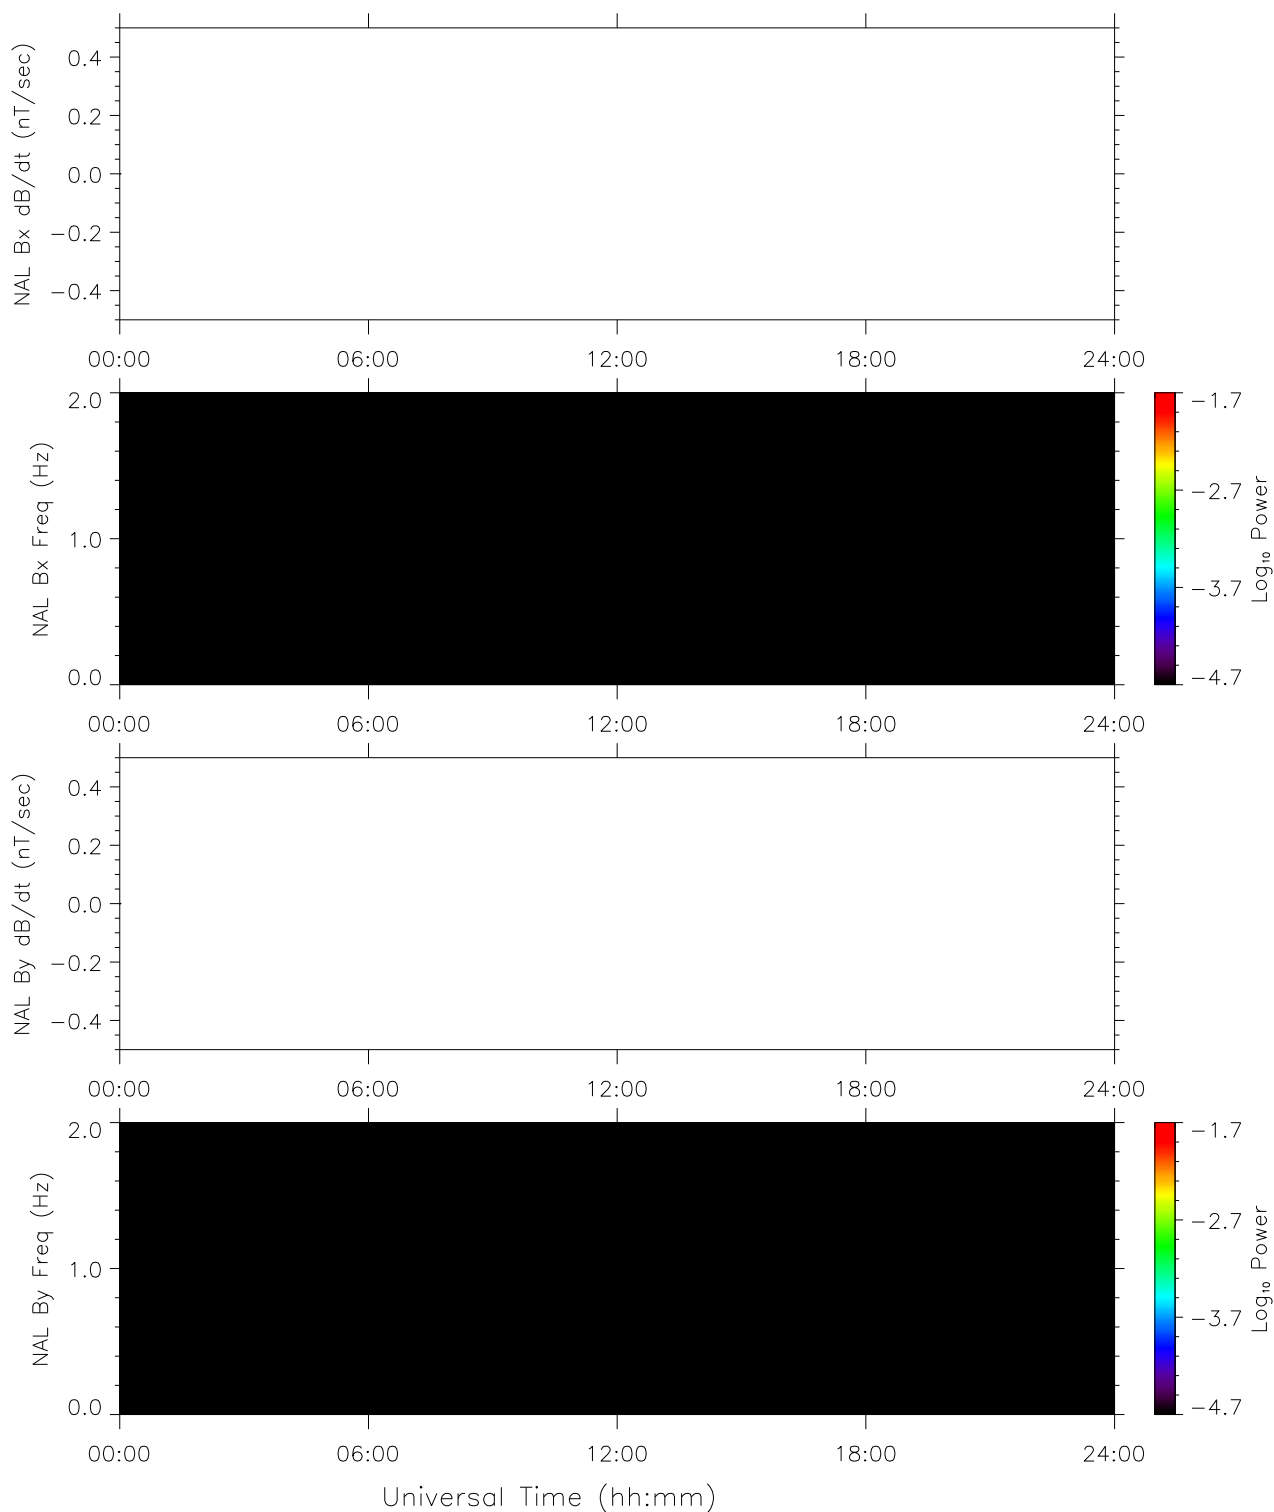 NAL Bx dB/dt (nT/sec)
0.4
0.2
0.0
−0.2
−0.4
00:00 06:00 12:00 18:00 24:00
NAL Bx Freq (Hz)
2.0
1.0
0.0
−1.7
−2.7
−3.7
−4.7
Log₁₀ Power
00:00 06:00 12:00 18:00 24:00
NAL By dB/dt (nT/sec)
0.4
0.2
0.0
−0.2
−0.4
00:00 06:00 12:00 18:00 24:00
NAL By Freq (Hz)
2.0
1.0
0.0
−1.7
−2.7
−3.7
−4.7
Log₁₀ Power
00:00 06:00 12:00 18:00 24:00
Universal Time (hh:mm)